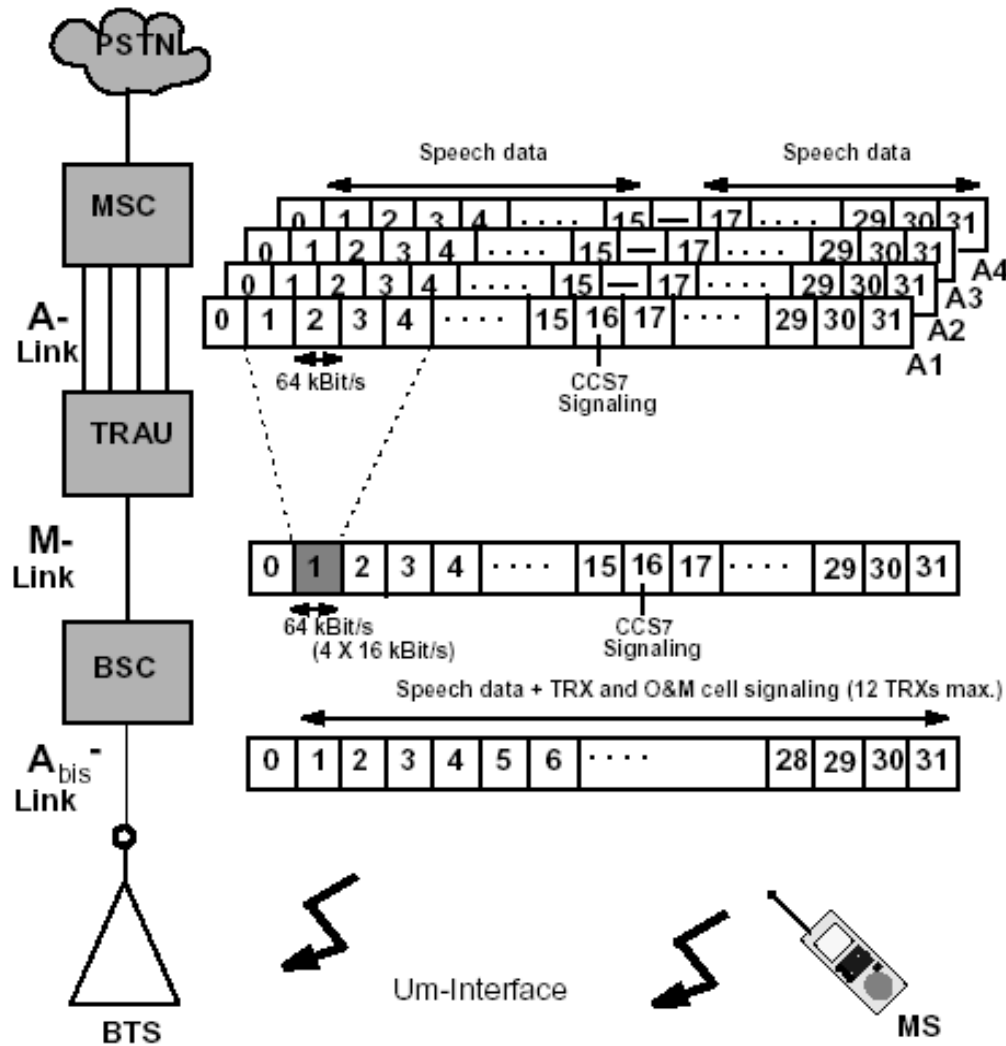 PSTN
Speech data
Speech data
MSC
0 1 2 3 4 .... 15 — 17 .... 29 30 31
A4
0 1 2 3 4 .... 15 — 17 .... 29 30 31
A3
0 1 2 3 4 .... 15 — 17 .... 29 30 31
A2
0 1 2 3 4 .... 15 16 17 .... 29 30 31
A1
A-
Link
64 kBit/s
CCS7
Signaling
TRAU
M-
Link
0 1 2 3 4 .... 15 16 17 .... 29 30 31
64 kBit/s
(4 X 16 kBit/s)
CCS7
Signaling
BSC
Speech data + TRX and O&M cell signaling (12 TRXs max.)
Abis-
Link
0 1 2 3 4 5 6 .... 28 29 30 31
Um-Interface
BTS
MS